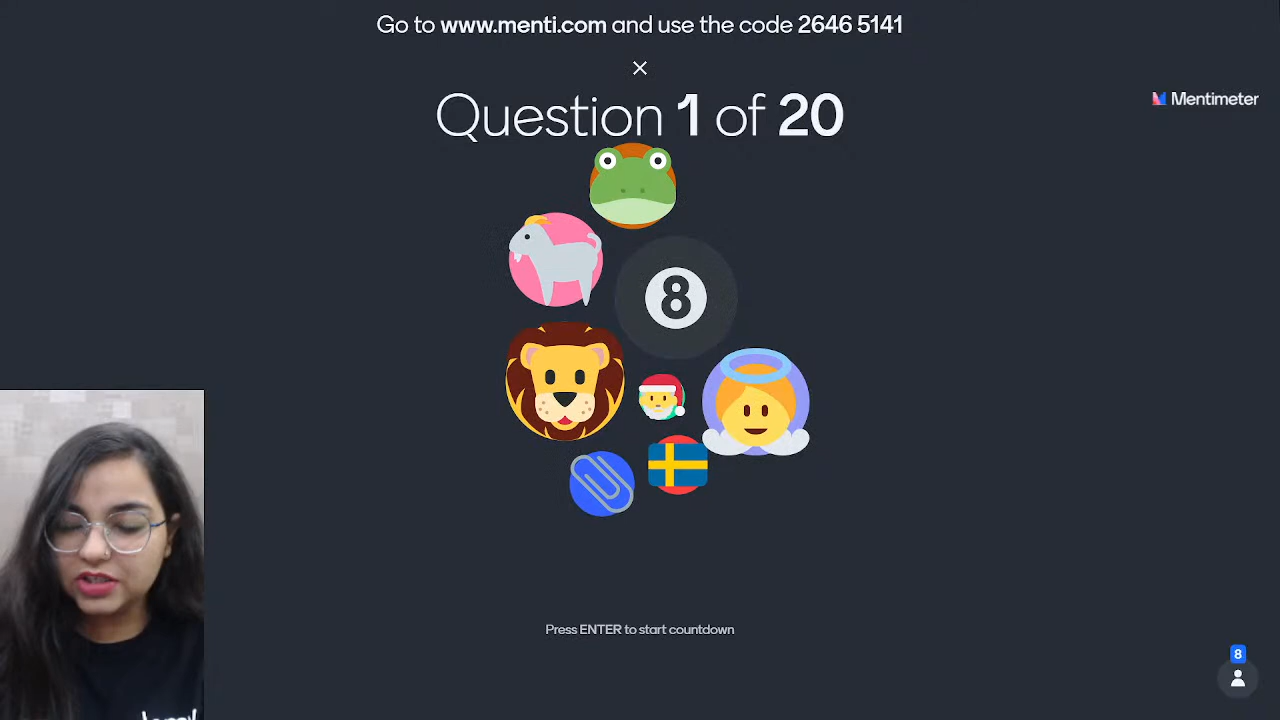 Go to www.menti.com and use the code 2646 5141
Question 1 of 20
Mentimeter
8
Press ENTER to start countdown
8